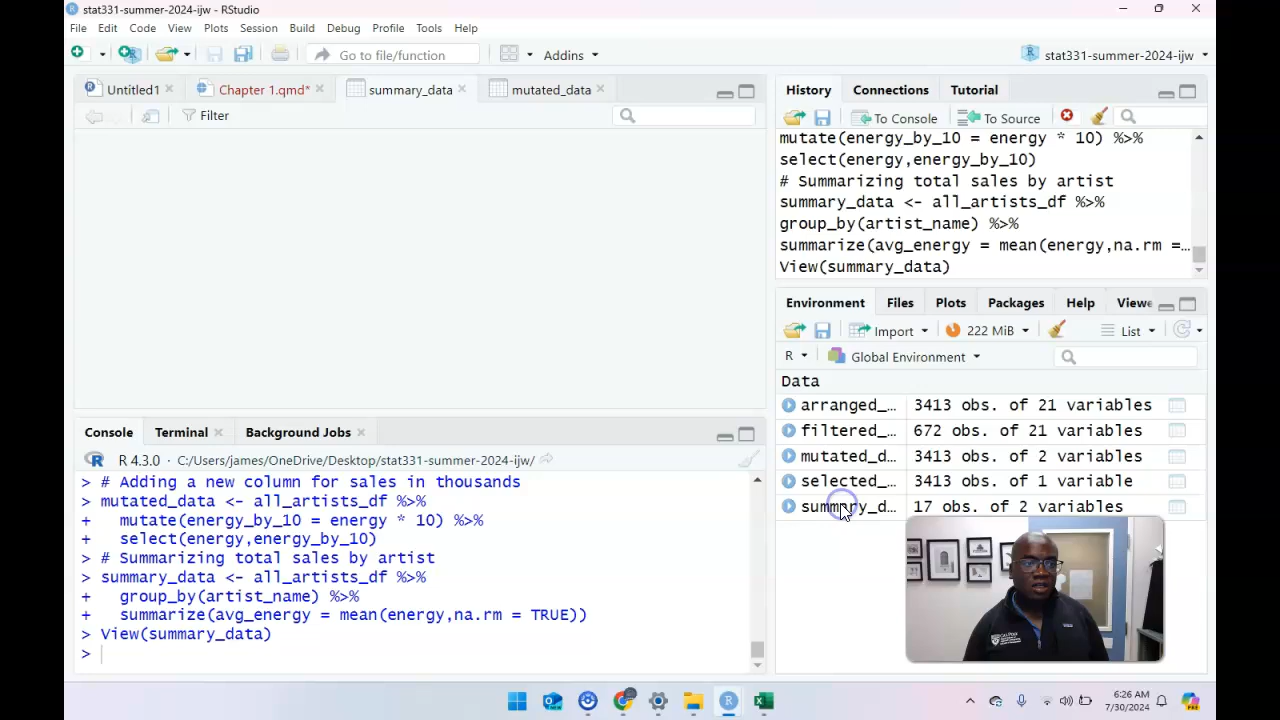 stat331-summer-2024-ijw - RStudio
File Edit Code View Plots Session Build Debug Profile Tools Help
Go to file/function Addins stat331-summer-2024-ijw
Untitled1 Chapter 1.qmd* summary_data mutated_data
Filter
History Connections Tutorial
To Console To Source
mutate(energy_by_10 = energy * 10) %>%
select(energy,energy_by_10)
# Summarizing total sales by artist
summary_data <- all_artists_df %>%
group_by(artist_name) %>%
summarize(avg_energy = mean(energy,na.rm =…
View(summary_data)
Environment Files Plots Packages Help Viewe
Import 222 MiB List
R Global Environment
Data
arranged_… 3413 obs. of 21 variables
filtered_… 672 obs. of 21 variables
mutated_d… 3413 obs. of 2 variables
selected_… 3413 obs. of 1 variable
summary_d… 17 obs. of 2 variables
Console Terminal Background Jobs
R 4.3.0 · C:/Users/james/OneDrive/Desktop/stat331-summer-2024-ijw/
> # Adding a new column for sales in thousands
> mutated_data <- all_artists_df %>%
+ mutate(energy_by_10 = energy * 10) %>%
+ select(energy,energy_by_10)
> # Summarizing total sales by artist
> summary_data <- all_artists_df %>%
+ group_by(artist_name) %>%
+ summarize(avg_energy = mean(energy,na.rm = TRUE))
> View(summary_data)
>
6:26 AM
7/30/2024